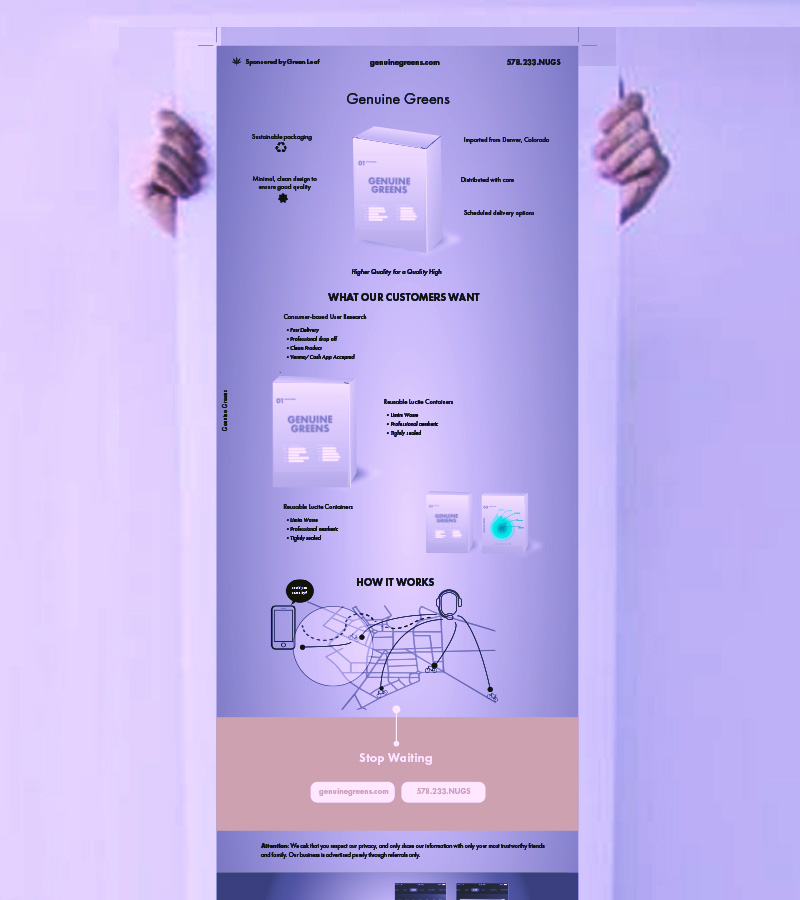 Sponsored by Green Leaf
genuinegreens.com
578.233.NUGS
Genuine Greens
Sustainable packaging
Imported from Denver, Colorado
01
GENUINE
GREENS
Minimal, clean design to
ensure good quality
Distributed with care
Scheduled delivery options
Higher Quality for a Quality High
WHAT OUR CUSTOMERS WANT
Consumer-based User Research
• Fast Delivery
• Professional drop off
• Clean Product
• Venmo/ Cash App Accepted
Genuine Greens
01
GENUINE
GREENS
Reusable Lucite Containers
• Limits Waste
• Professional aesthetic
• Tightly sealed
Reusable Lucite Containers
• Limits Waste
• Professional aesthetic
• Tightly sealed
GENUINE
GREENS
HOW IT WORKS
Stop Waiting
genuinegreens.com
578.233.NUGS
Attention: We ask that you respect our privacy, and only share our information with only your most trustworthy friends
and family. Our business is advertised purely through referrals only.